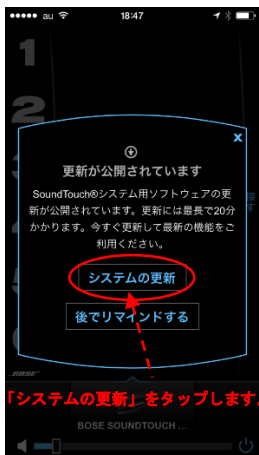 au 18:47
1
2
x
更新が公開されています
SoundTouch®システム用ソフトウェアの更
新が公開されています。更新には最長で20分
かかります。今すぐ更新して最新の機能をご
利用ください。
システムの更新
後でリマインドする
BOSE
「システムの更新」をタップします。
BOSE SOUNDTOUCH ...